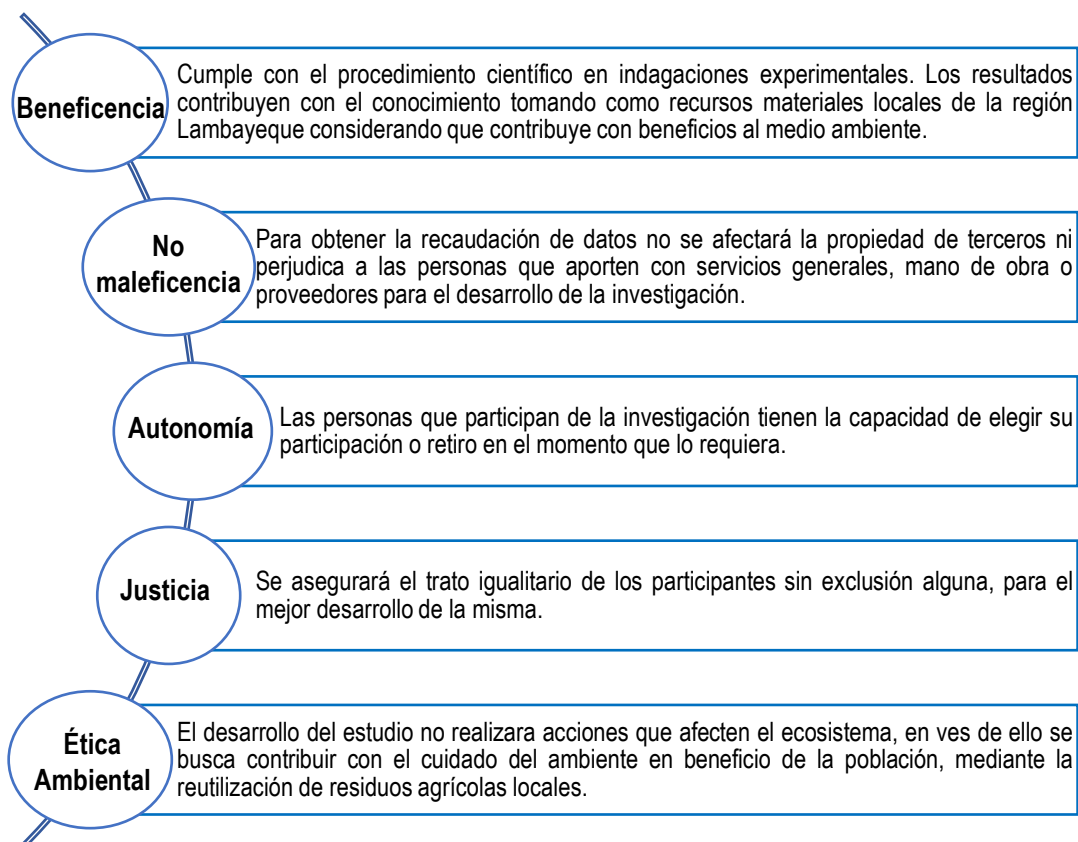 Beneficencia
Cumple con el procedimiento científico en indagaciones experimentales. Los resultados
contribuyen con el conocimiento tomando como recursos materiales locales de la región
Lambayeque considerando que contribuye con beneficios al medio ambiente.
No
maleficencia
Para obtener la recaudación de datos no se afectará la propiedad de terceros ni
perjudica a las personas que aporten con servicios generales, mano de obra o
proveedores para el desarrollo de la investigación.
Autonomía
Las personas que participan de la investigación tienen la capacidad de elegir su
participación o retiro en el momento que lo requiera.
Justicia
Se asegurará el trato igualitario de los participantes sin exclusión alguna, para el
mejor desarrollo de la misma.
Ética
Ambiental
El desarrollo del estudio no realizara acciones que afecten el ecosistema, en ves de ello se
busca contribuir con el cuidado del ambiente en beneficio de la población, mediante la
reutilización de residuos agrícolas locales.